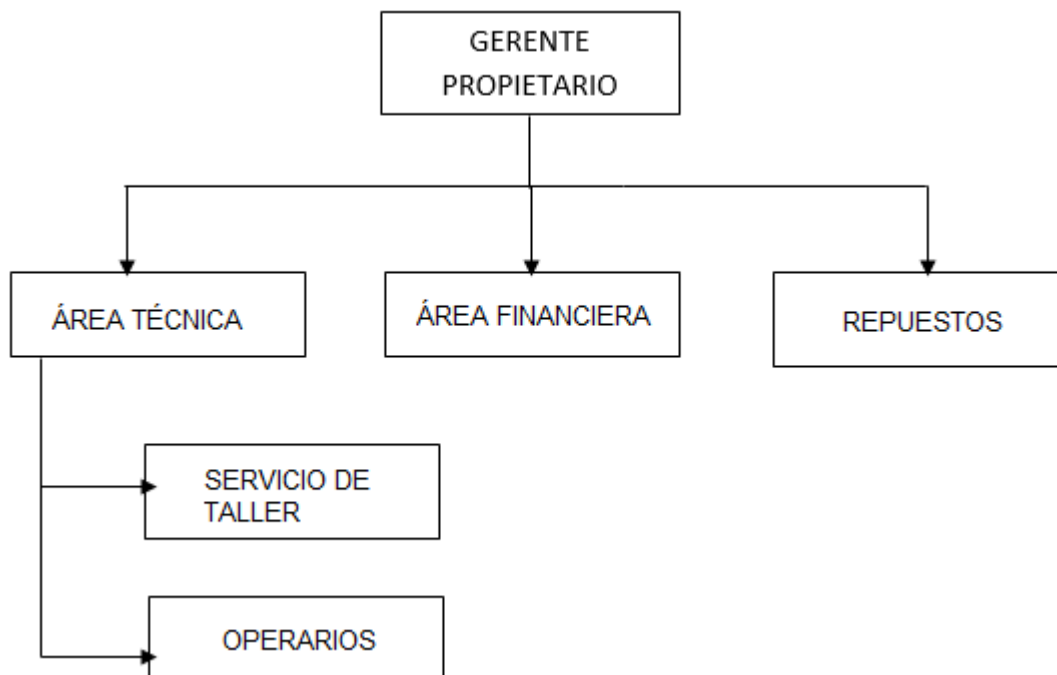 GERENTE
PROPIETARIO
ÁREA TÉCNICA
ÁREA FINANCIERA
REPUESTOS
SERVICIO DE
TALLER
OPERARIOS